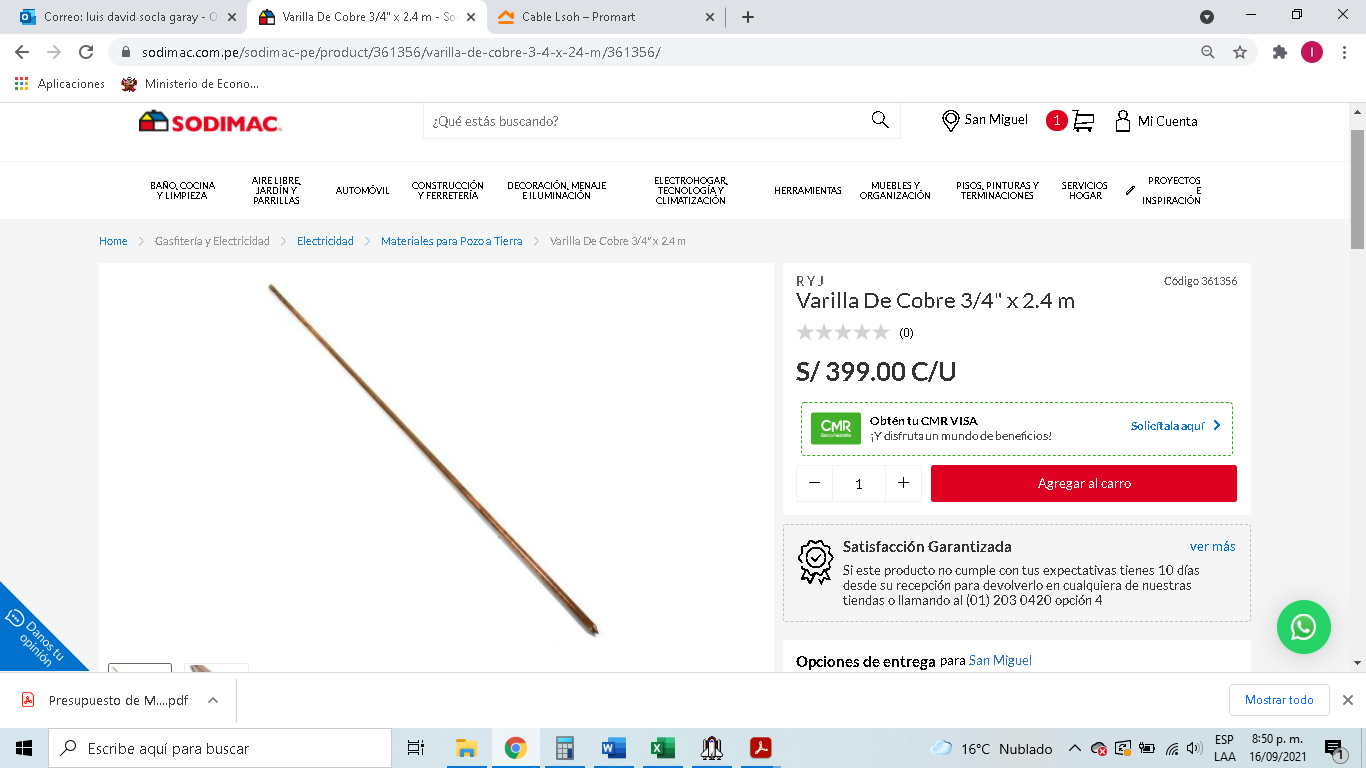 Correo: luis david socla garay - O
Varilla De Cobre 3/4" x 2.4 m - So
Cable Lsoh – Promart
sodimac.com.pe/sodimac-pe/product/361356/varilla-de-cobre-3-4-x-24-m/361356/
I
Aplicaciones
Ministerio de Econo...
SODIMAC
¿Qué estás buscando?
San Miguel
1
Mi Cuenta
BAÑO, COCINA
Y LIMPIEZA
AIRE LIBRE,
JARDÍN Y
PARRILLAS
AUTOMÓVIL
CONSTRUCCIÓN
Y FERRETERÍA
DECORACIÓN, MENAJE
E ILUMINACIÓN
ELECTROHOGAR,
TECNOLOGÍA Y
CLIMATIZACIÓN
HERRAMIENTAS
MUEBLES Y
ORGANIZACIÓN
PISOS, PINTURAS Y
TERMINACIONES
SERVICIOS
HOGAR
PROYECTOS
E
INSPIRACIÓN
Home > Gasfitería y Electricidad > Electricidad > Materiales para Pozo a Tierra > Varilla De Cobre 3/4" x 2.4 m
R Y J
Código 361356
Varilla De Cobre 3/4" x 2.4 m
(0)
S/ 399.00 C/U
CMR
Banco Falabella
Obtén tu CMR VISA
¡Y disfruta un mundo de beneficios!
Solicítala aquí
1
Agregar al carro
Satisfacción Garantizada
ver más
Si este producto no cumple con tus expectativas tienes 10 días
desde su recepción para devolverlo en cualquiera de nuestras
tiendas o llamando al (01) 203 0420 opción 4
Danos tu
opinión
Opciones de entrega para San Miguel
Presupuesto de M....pdf
Mostrar todo
Escribe aquí para buscar
16°C Nublado
ESP
LAA
8:50 p. m.
16/09/2021
1